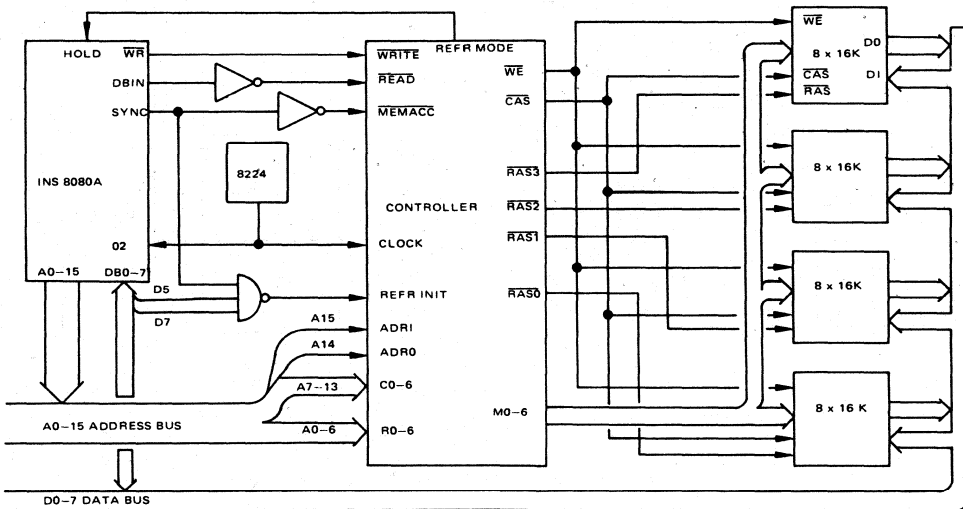 HOLD
WR
DBIN
SYNC
INS 8080A
02
A0-15
DB0-7
D5
D7
8224
REFR MODE
WRITE
READ
MEMACC
CONTROLLER
CLOCK
REFR INIT
ADRI
ADR0
C0-6
R0-6
WE
CAS
RAS3
RAS2
RAS1
RAS0
M0-6
A15
A14
A7-13
A0-6
A0-15 ADDRESS BUS
D0-7 DATA BUS
WE
D0
8 x 16K
CAS
DI
RAS
8 x 16K
8 x 16K
8 x 16 K